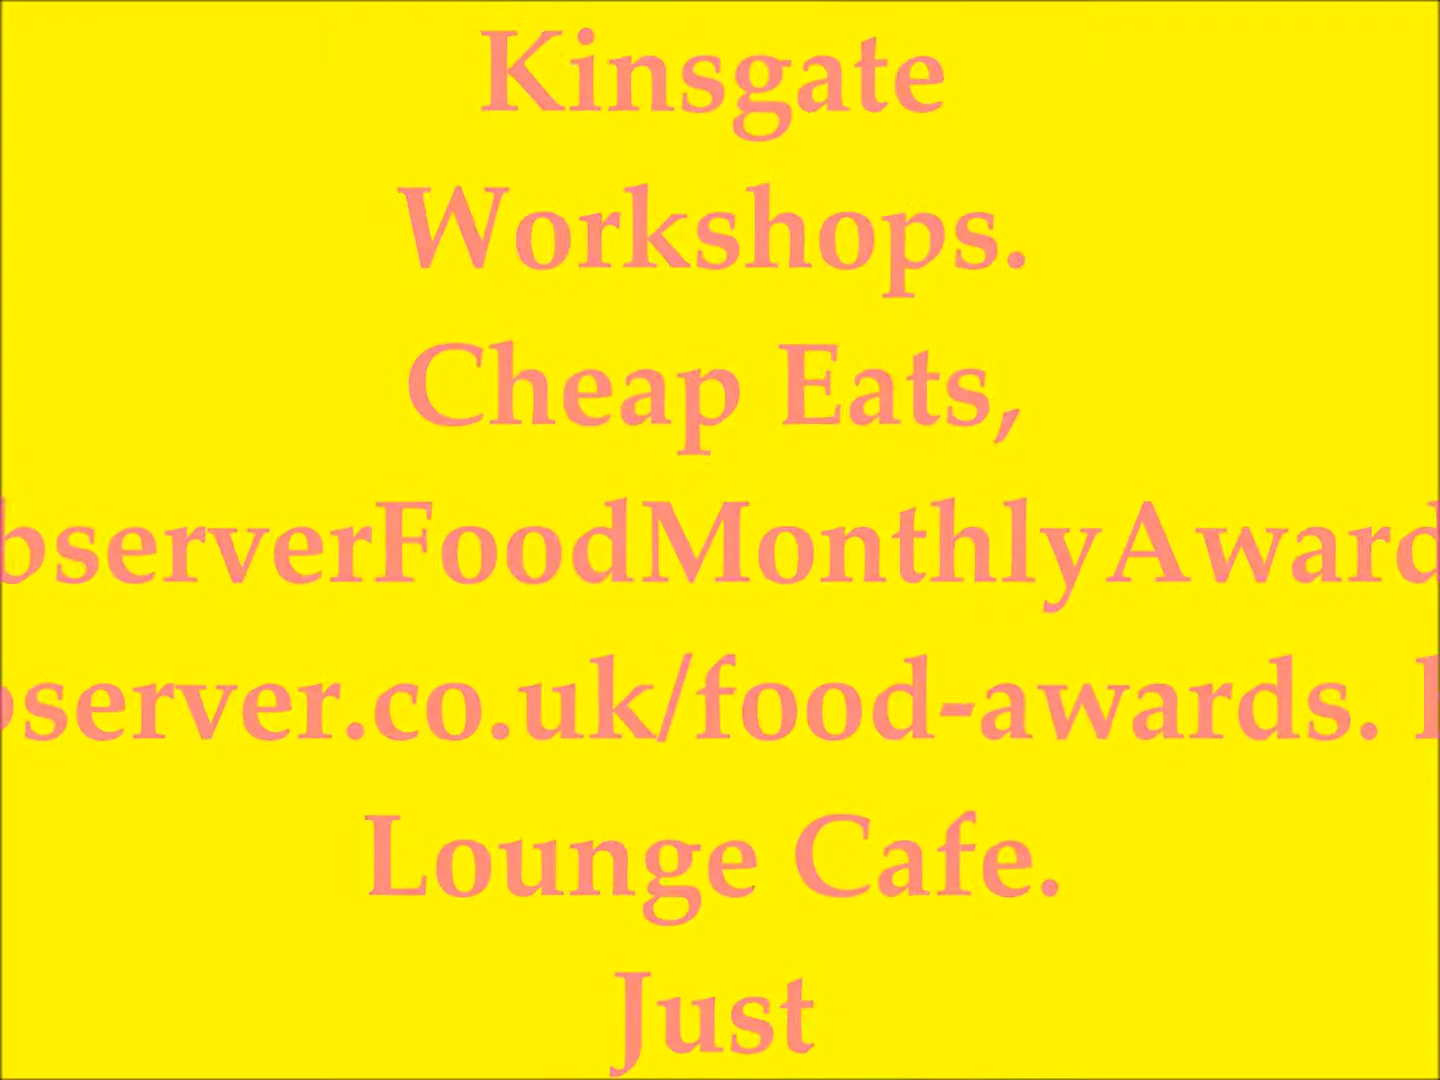 Kinsgate
Workshops.
Cheap Eats,
bserverFoodMonthlyAward
bserver.co.uk/food-awards.
Lounge Cafe.
Just